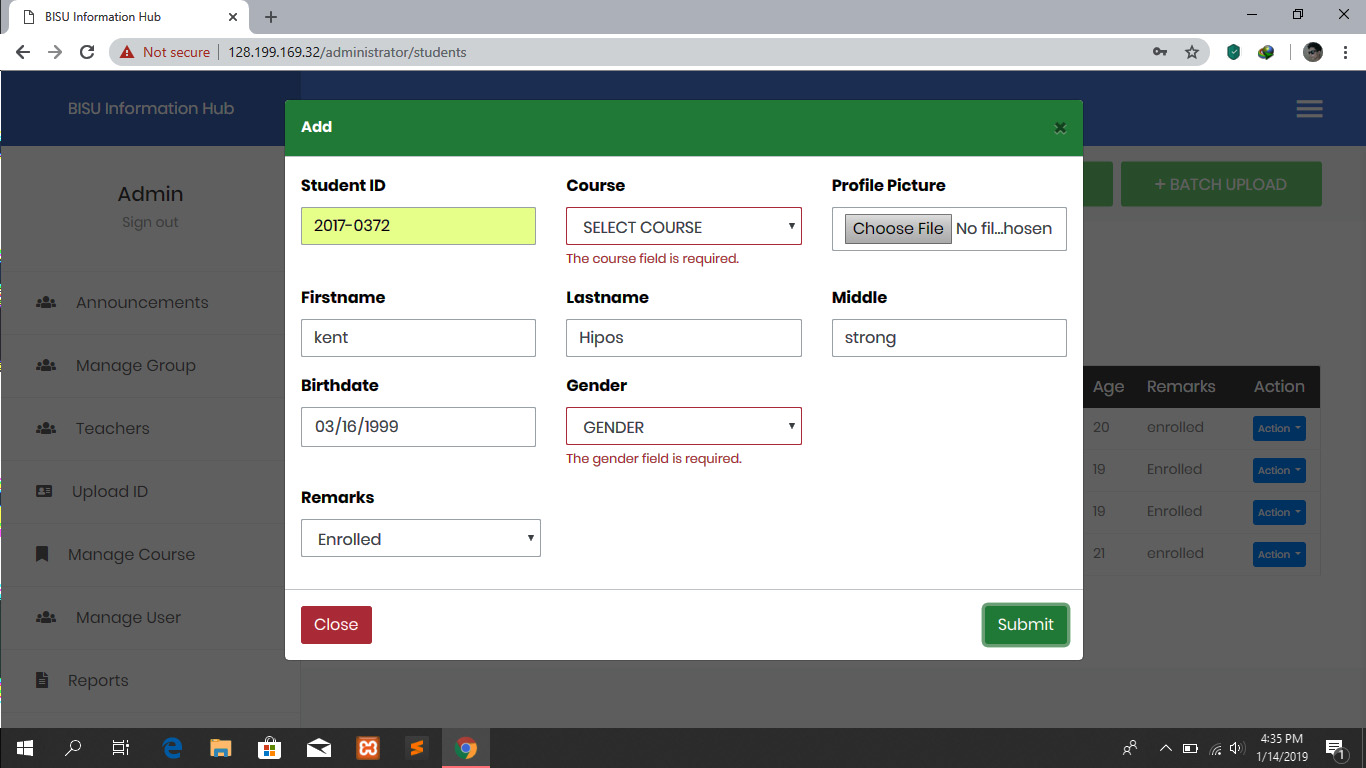 BISU Information Hub
Not secure
128.199.169.32/administrator/students
BISU Information Hub
Admin
Sign out
Announcements
Manage Group
Teachers
Upload ID
Manage Course
Manage User
Reports
+ BATCH UPLOAD
Add
Student ID
Course
Profile Picture
2017-0372
SELECT COURSE
Choose File No fil...hosen
The course field is required.
Firstname
Lastname
Middle
kent
Hipos
strong
Birthdate
Gender
03/16/1999
GENDER
The gender field is required.
Remarks
Enrolled
Close
Submit
Age Remarks Action
20 enrolled Action
19 Enrolled Action
19 Enrolled Action
21 enrolled Action
4:35 PM
1/14/2019
1